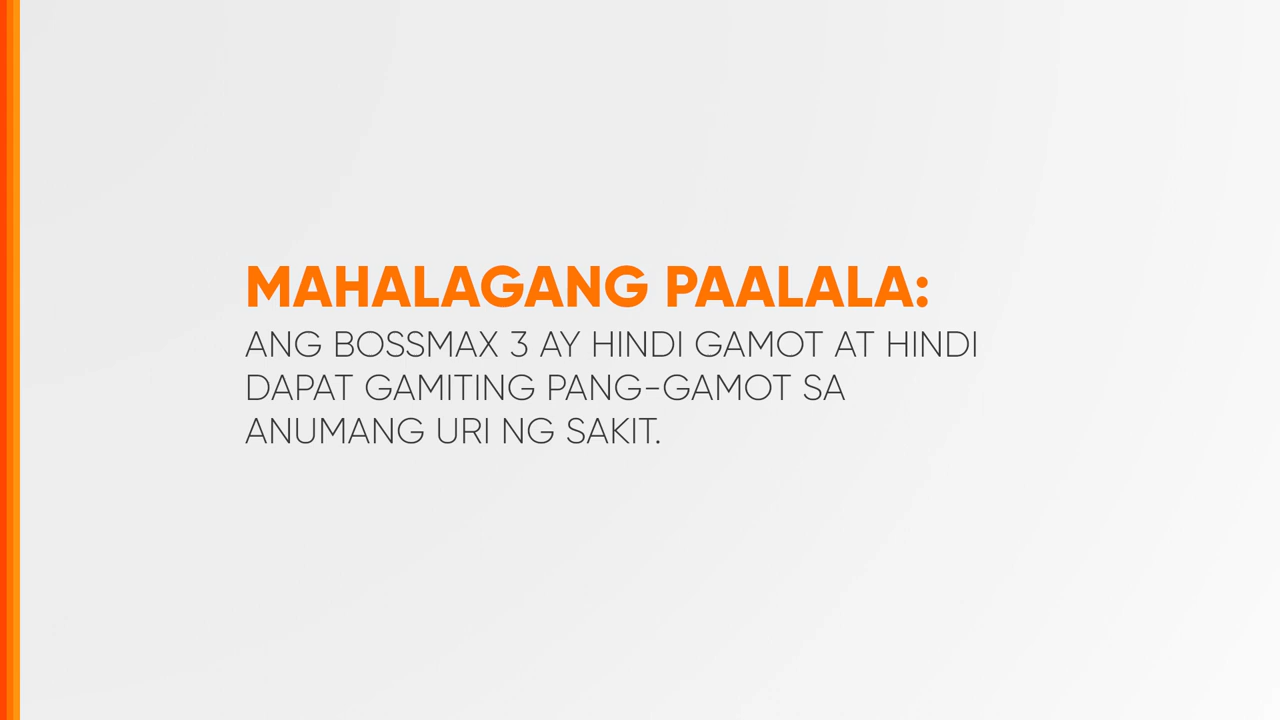 MAHALAGANG PAALALA:
ANG BOSSMAX 3 AY HINDI GAMOT AT HINDI
DAPAT GAMITING PANG-GAMOT SA
ANUMANG URI NG SAKIT.